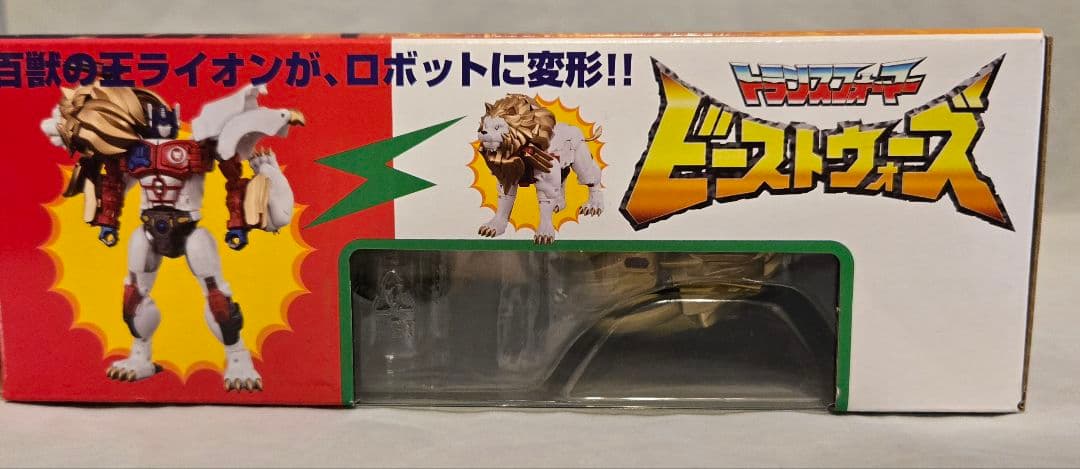 百獣の王ライオンが、ロボットに変形!!
トランスフォーマー
ビーストウォーズ